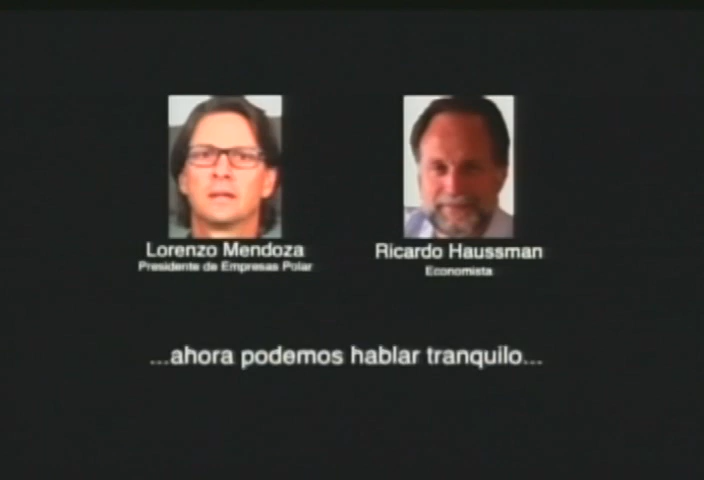 Lorenzo Mendoza
Presidente de Empresas Polar
Ricardo Haussman
Economista
...ahora podemos hablar tranquilo...